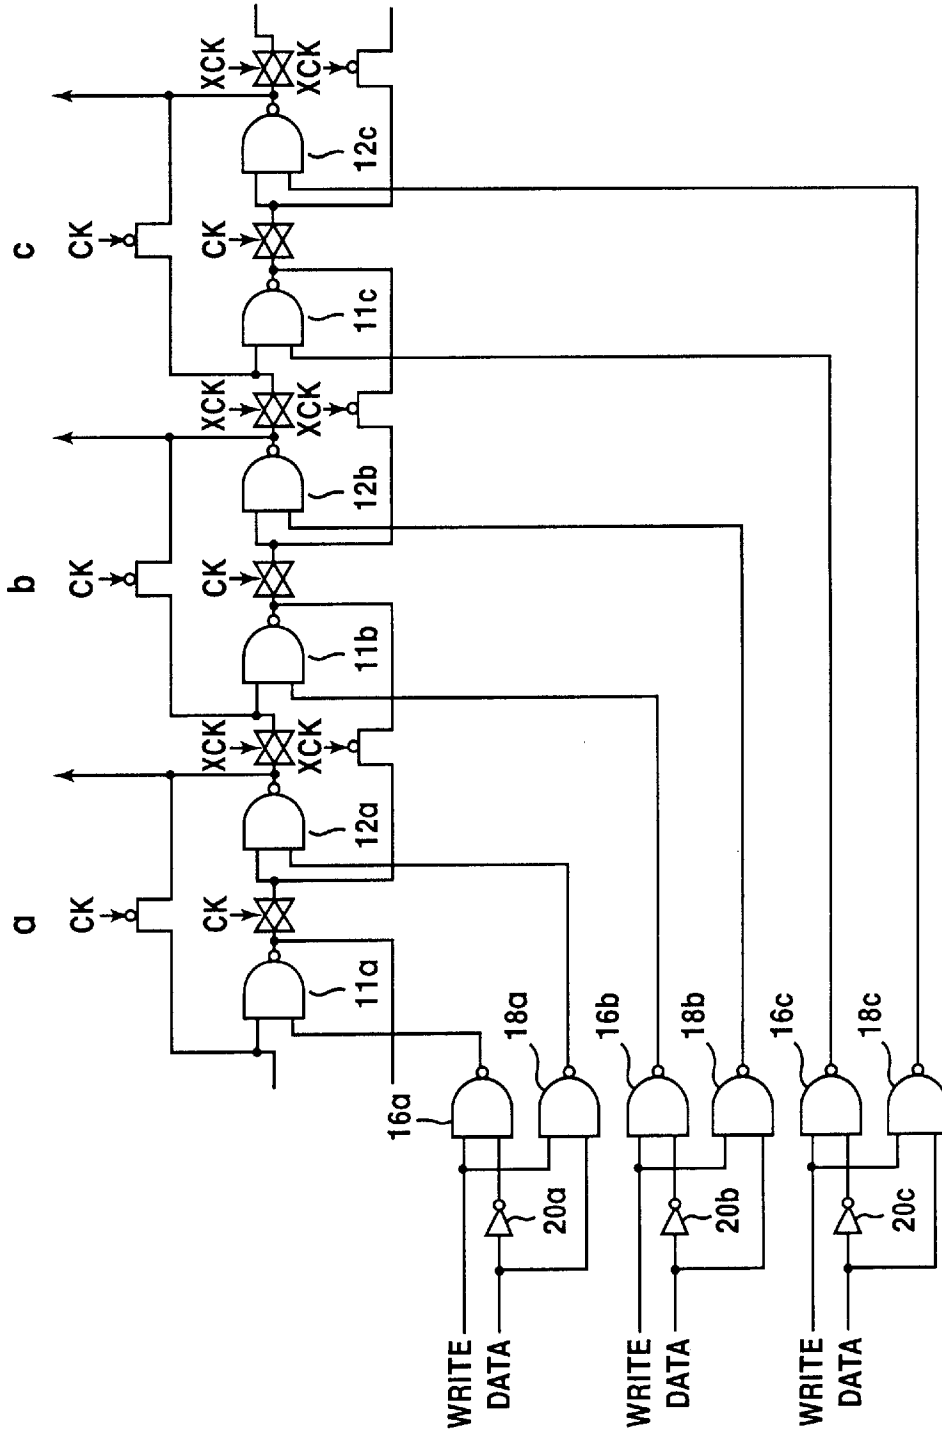 a
b
c
CK
CK
CK
CK
XCK
CK
XCK
CK
XCK
XCK
XCK
XCK
11a
12a
11b
12b
11c
12c
16a
18a
16b
18b
16c
18c
20a
20b
20c
WRITE
DATA
WRITE
DATA
WRITE
DATA